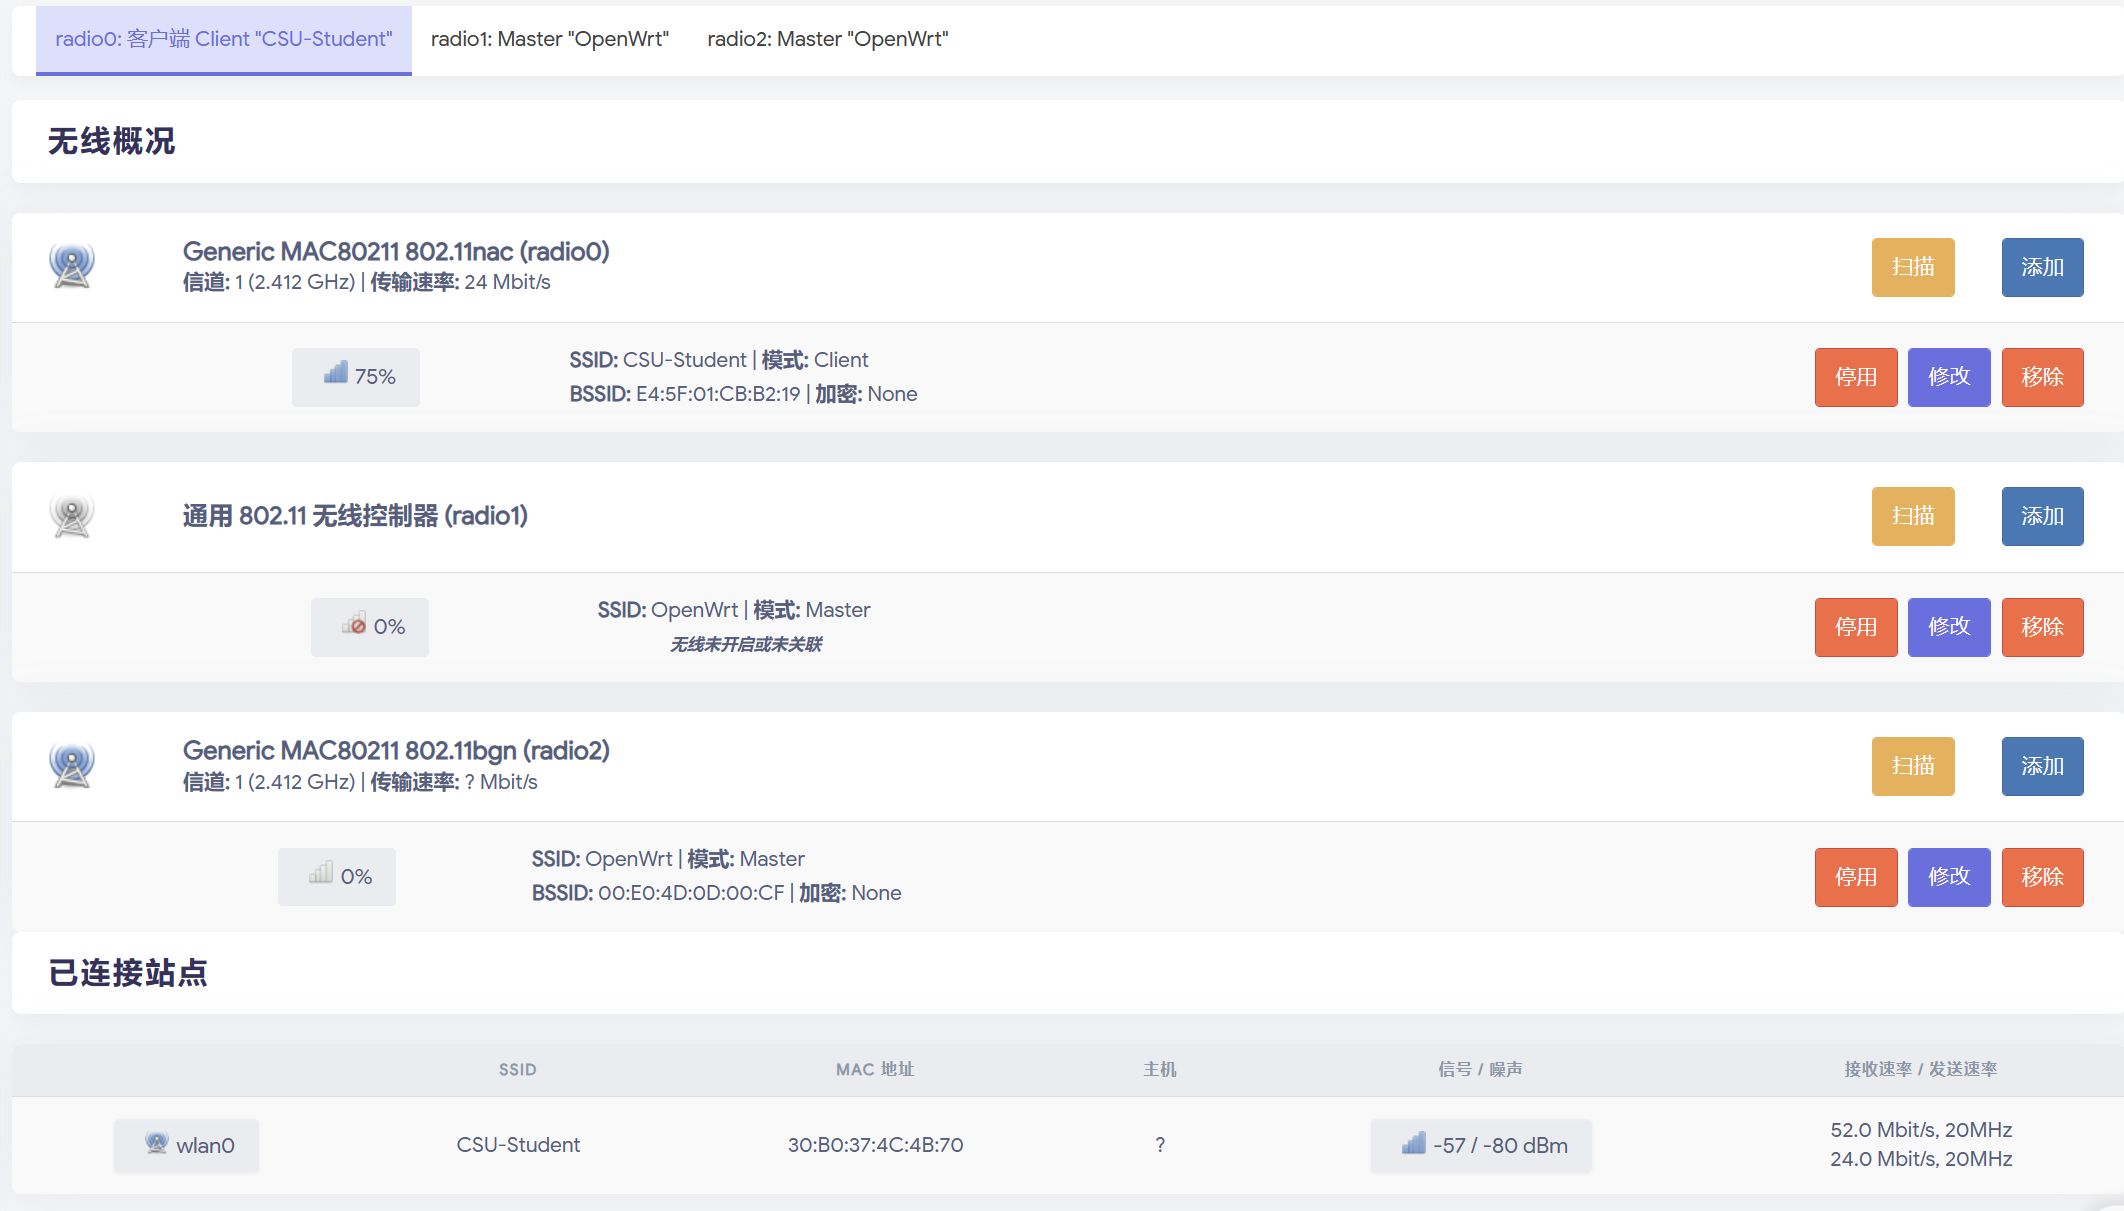 radio0: 客户端 Client "CSU-Student"
radio1: Master "OpenWrt"
radio2: Master "OpenWrt"
无线概况
Generic MAC80211 802.11nac (radio0)
信道: 1 (2.412 GHz) | 传输速率: 24 Mbit/s
扫描
添加
75%
SSID: CSU-Student | 模式: Client
BSSID: E4:5F:01:CB:B2:19 | 加密: None
停用
修改
移除
通用 802.11 无线控制器 (radio1)
扫描
添加
0%
SSID: OpenWrt | 模式: Master
无线未开启或未关联
停用
修改
移除
Generic MAC80211 802.11bgn (radio2)
信道: 1 (2.412 GHz) | 传输速率: ? Mbit/s
扫描
添加
0%
SSID: OpenWrt | 模式: Master
BSSID: 00:E0:4D:0D:00:CF | 加密: None
停用
修改
移除
已连接站点
SSID
MAC 地址
主机
信号 / 噪声
接收速率 / 发送速率
wlan0
CSU-Student
30:B0:37:4C:4B:70
?
-57 / -80 dBm
52.0 Mbit/s, 20MHz
24.0 Mbit/s, 20MHz